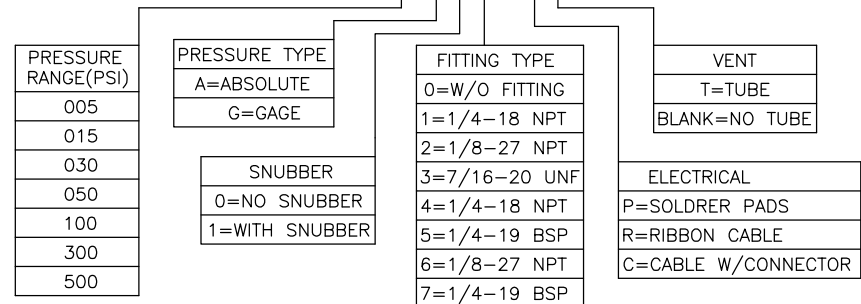 PRESSURE
RANGE(PSI)
005
015
030
050
100
300
500
PRESSURE TYPE
A=ABSOLUTE
G=GAGE
SNUBBER
0=NO SNUBBER
1=WITH SNUBBER
FITTING TYPE
0=W/O FITTING
1=1/4-18 NPT
2=1/8-27 NPT
3=7/16-20 UNF
4=1/4-18 NPT
5=1/4-19 BSP
6=1/8-27 NPT
7=1/4-19 BSP
VENT
T=TUBE
BLANK=NO TUBE
ELECTRICAL
P=SOLDRER PADS
R=RIBBON CABLE
C=CABLE W/CONNECTOR